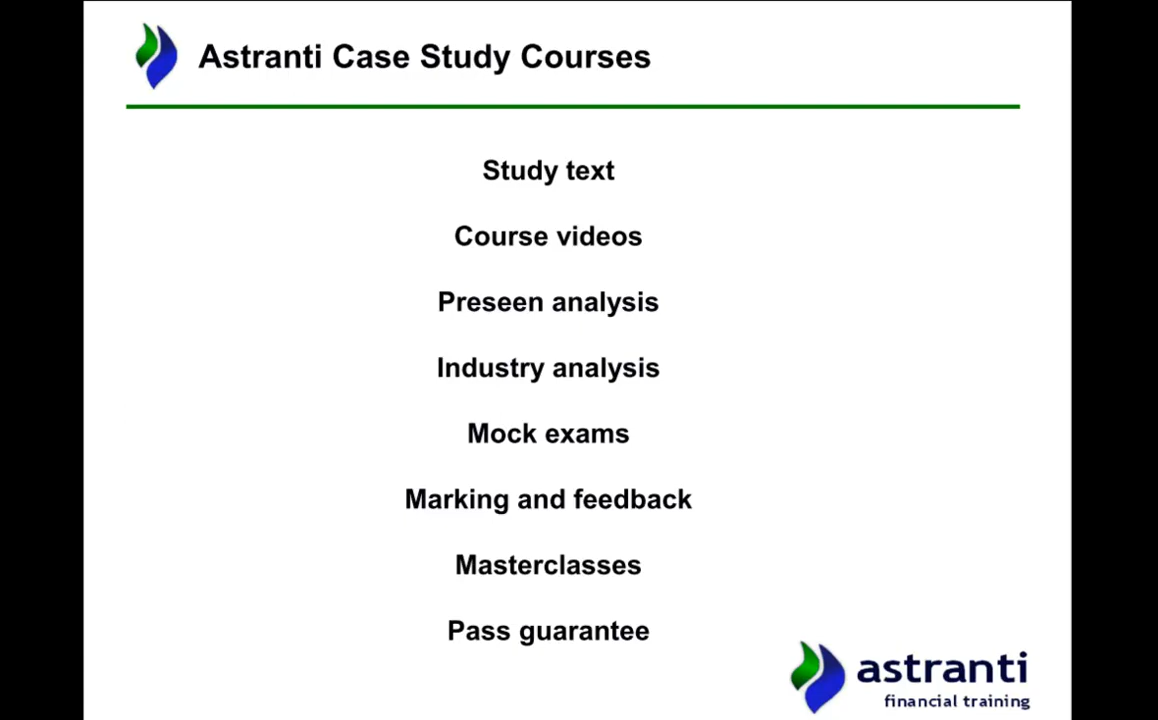 Astranti Case Study Courses
Study text
Course videos
Preseen analysis
Industry analysis
Mock exams
Marking and feedback
Masterclasses
Pass guarantee
astranti
financial training